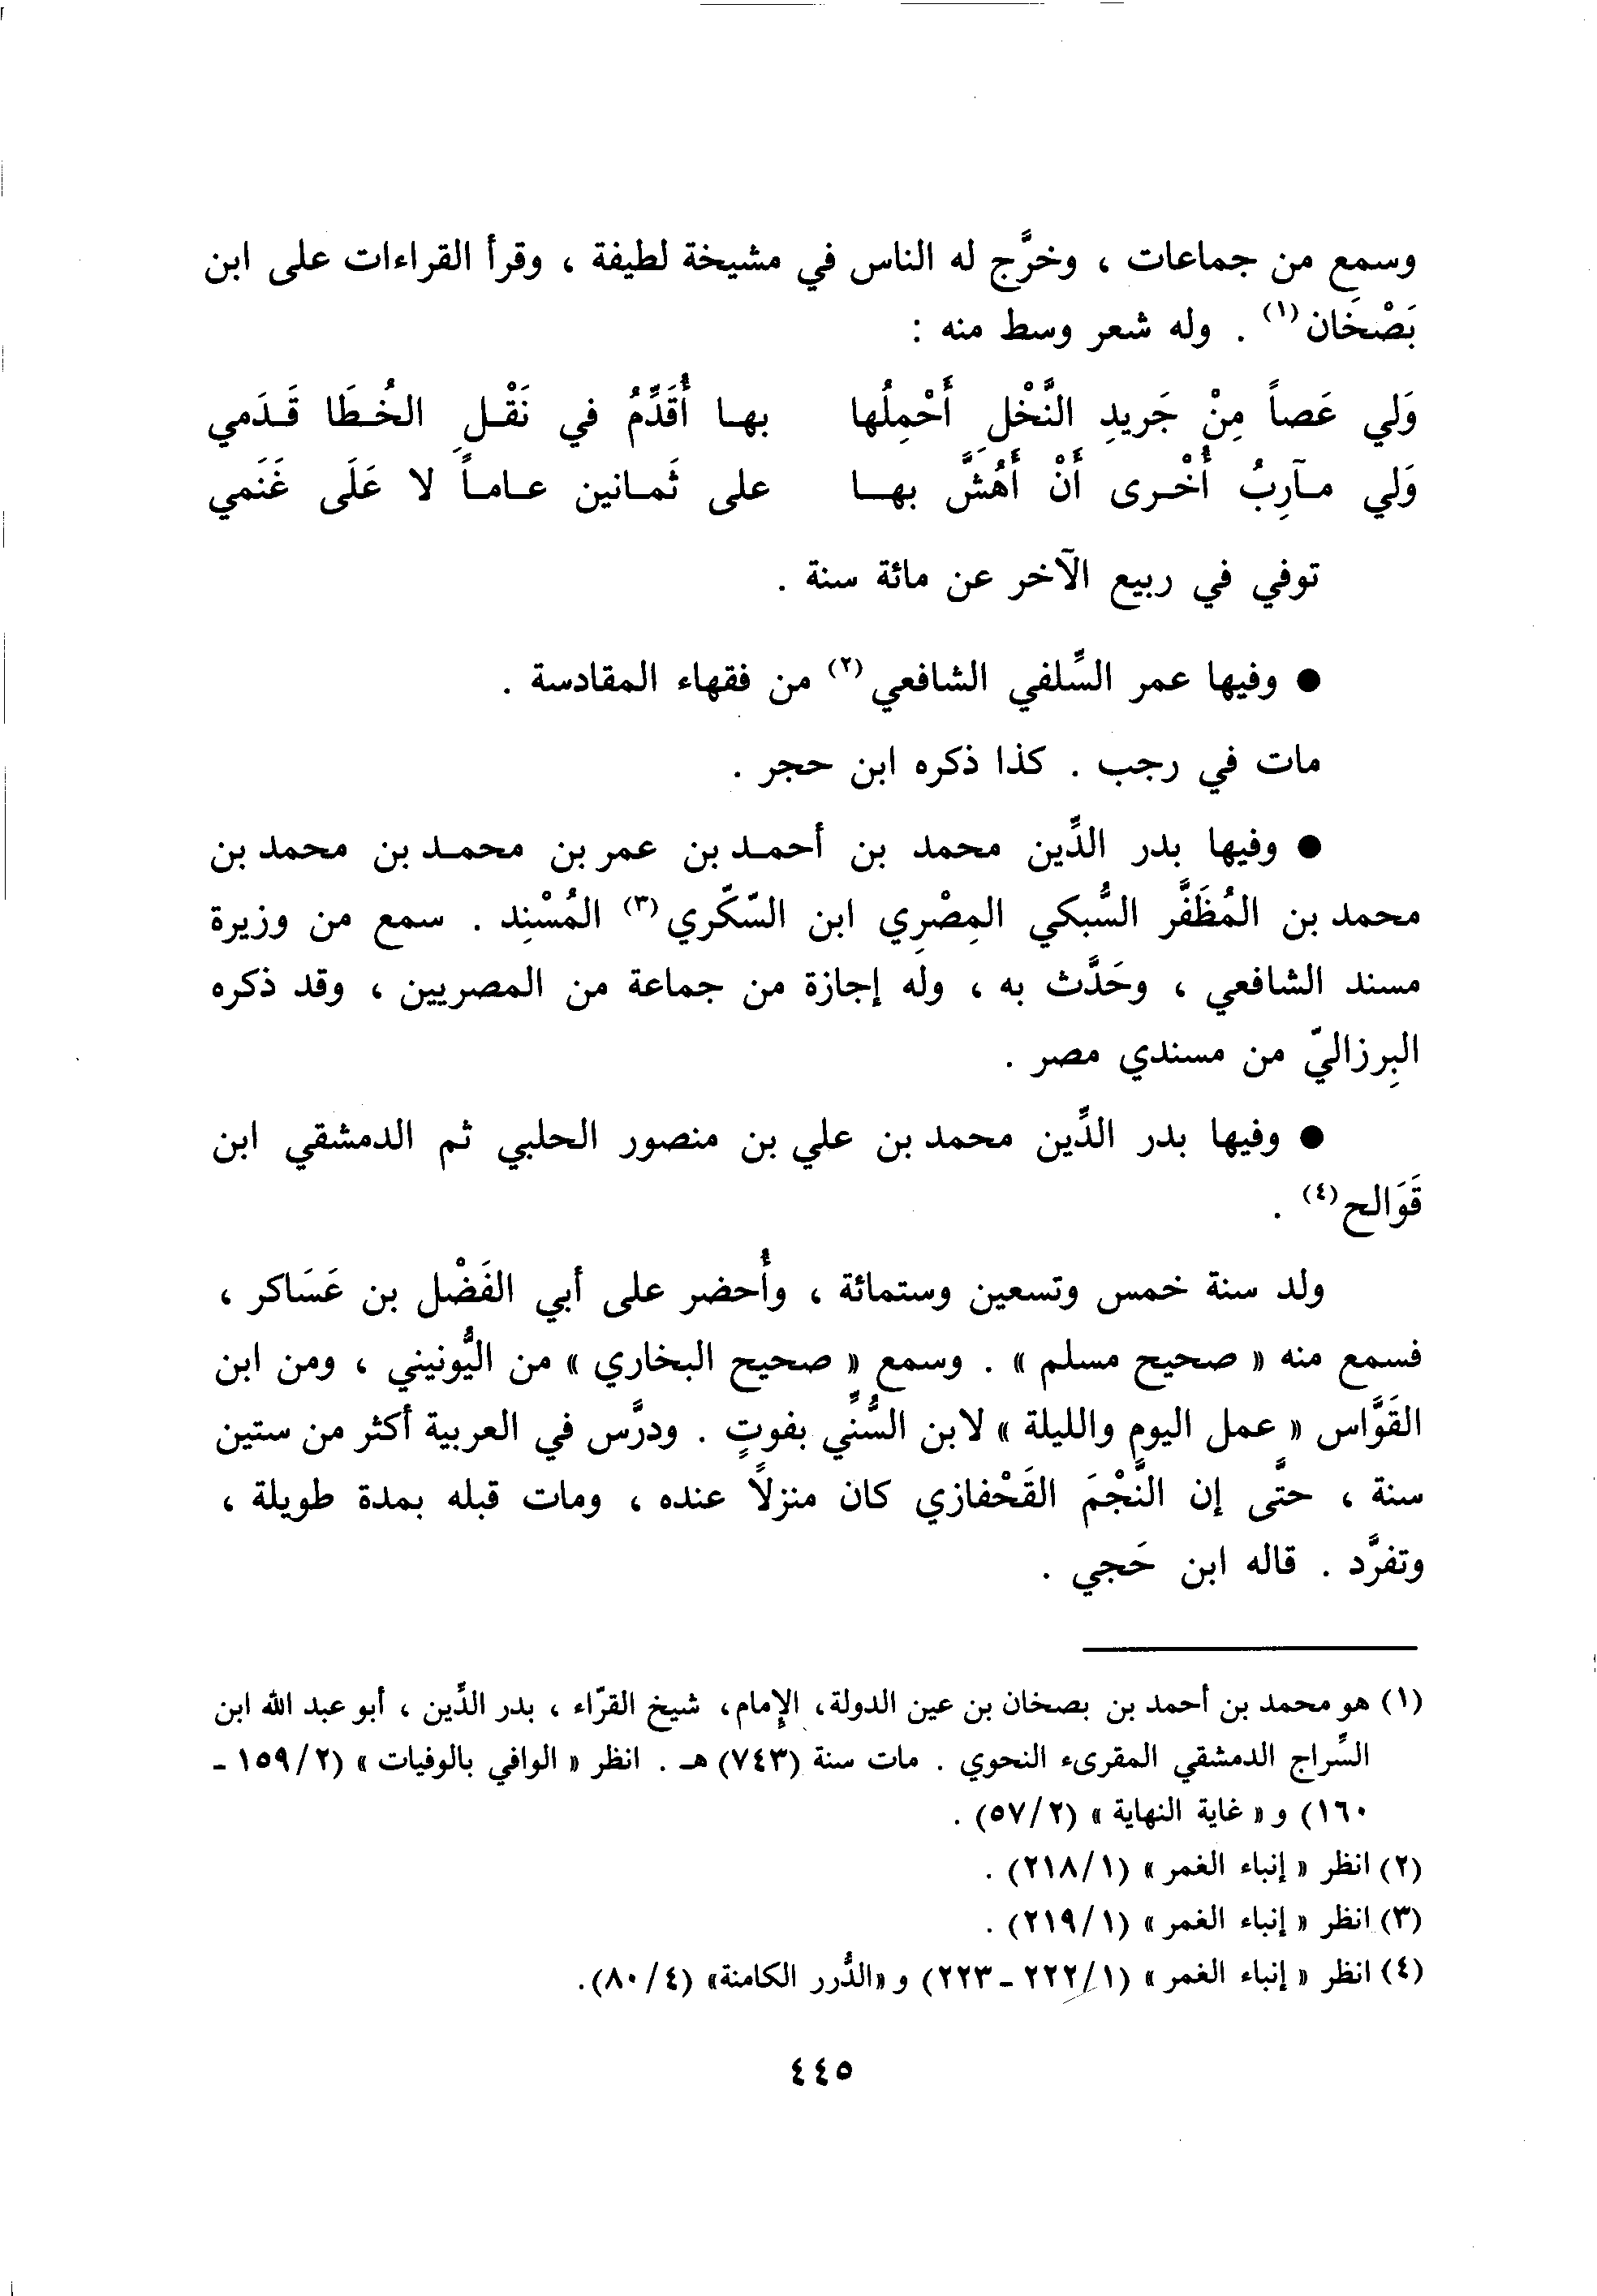 وسمع من جماعات ، وخرَّج له الناس في مشيخة لطيفة ، وقرأ القراءات على ابن
بَصْخَان(١) . وله شعر وسط منه :
وَلي عَصاً مِنْ جَريدِ النَّخْلِ أَحْمِلُها بهـا أُقَدِّمُ في نَقْـلِ الخُـطَا قَـدَمي
وَلي مـآرِبُ أُخْـرى أَنْ أَهُشَّ بهـــا على ثَمـانين عـامـاً لا عَلَى غَنَمي
توفي في ربيع الآخر عن مائة سنة .
● وفيها عمر السِّلفي الشافعي(٢) من فقهاء المقادسة .
مات في رجب . كذا ذكره ابن حجر .
● وفيها بدر الدِّين محمد بن أحمـد بن عمر بن محمـد بن محمد بن
محمد بن المُظَفَّر السُّبكي المِصْرِي ابن السّكّري(٣) المُسْنِد . سمع من وزيرة
مسند الشافعي ، وحَدَّث به ، وله إجازة من جماعة من المصريين ، وقد ذكره
البِرزاليّ من مسندي مصر .
● وفيها بدر الدِّين محمد بن علي بن منصور الحلبي ثم الدمشقي ابن
قَوَالح(٤) .
ولد سنة خمس وتسعين وستمائة ، وأُحضر على أبي الفَضْل بن عَسَاكر ،
فسمع منه « صحيح مسلم » . وسمع « صحيح البخاري » من اليُّونيني ، ومن ابن
القَوَّاس « عمل اليوم والليلة » لابن السُّنِّي بفوتٍ . ودرَّس في العربية أكثر من ستين
سنة ، حتَّى إن النَّجْمَ القَحْفازي كان منزلاً عنده ، ومات قبله بمدة طويلة ،
وتفرَّد . قاله ابن حَجي .
(١) هو محمد بن أحمد بن بصخان بن عين الدولة، الإمام، شيخ القرّاء ، بدر الدِّين ، أبو عبد الله ابن
السِّراج الدمشقي المقرىء النحوي . مات سنة (٧٤٣) هـ . انظر « الوافي بالوفيات » (٢/ ١٥٩ -
١٦٠) و « غاية النهاية » (٢/ ٥٧) .
(٢) انظر « إنباء الغمر » (١/ ٢١٨) .
(٣) انظر « إنباء الغمر » (١/ ٢١٩) .
(٤) انظر « إنباء الغمر » (١/ ٢٢٢ - ٢٢٣) و «الدُّرر الكامنة» (٤/ ٨٠).
٤٤٥